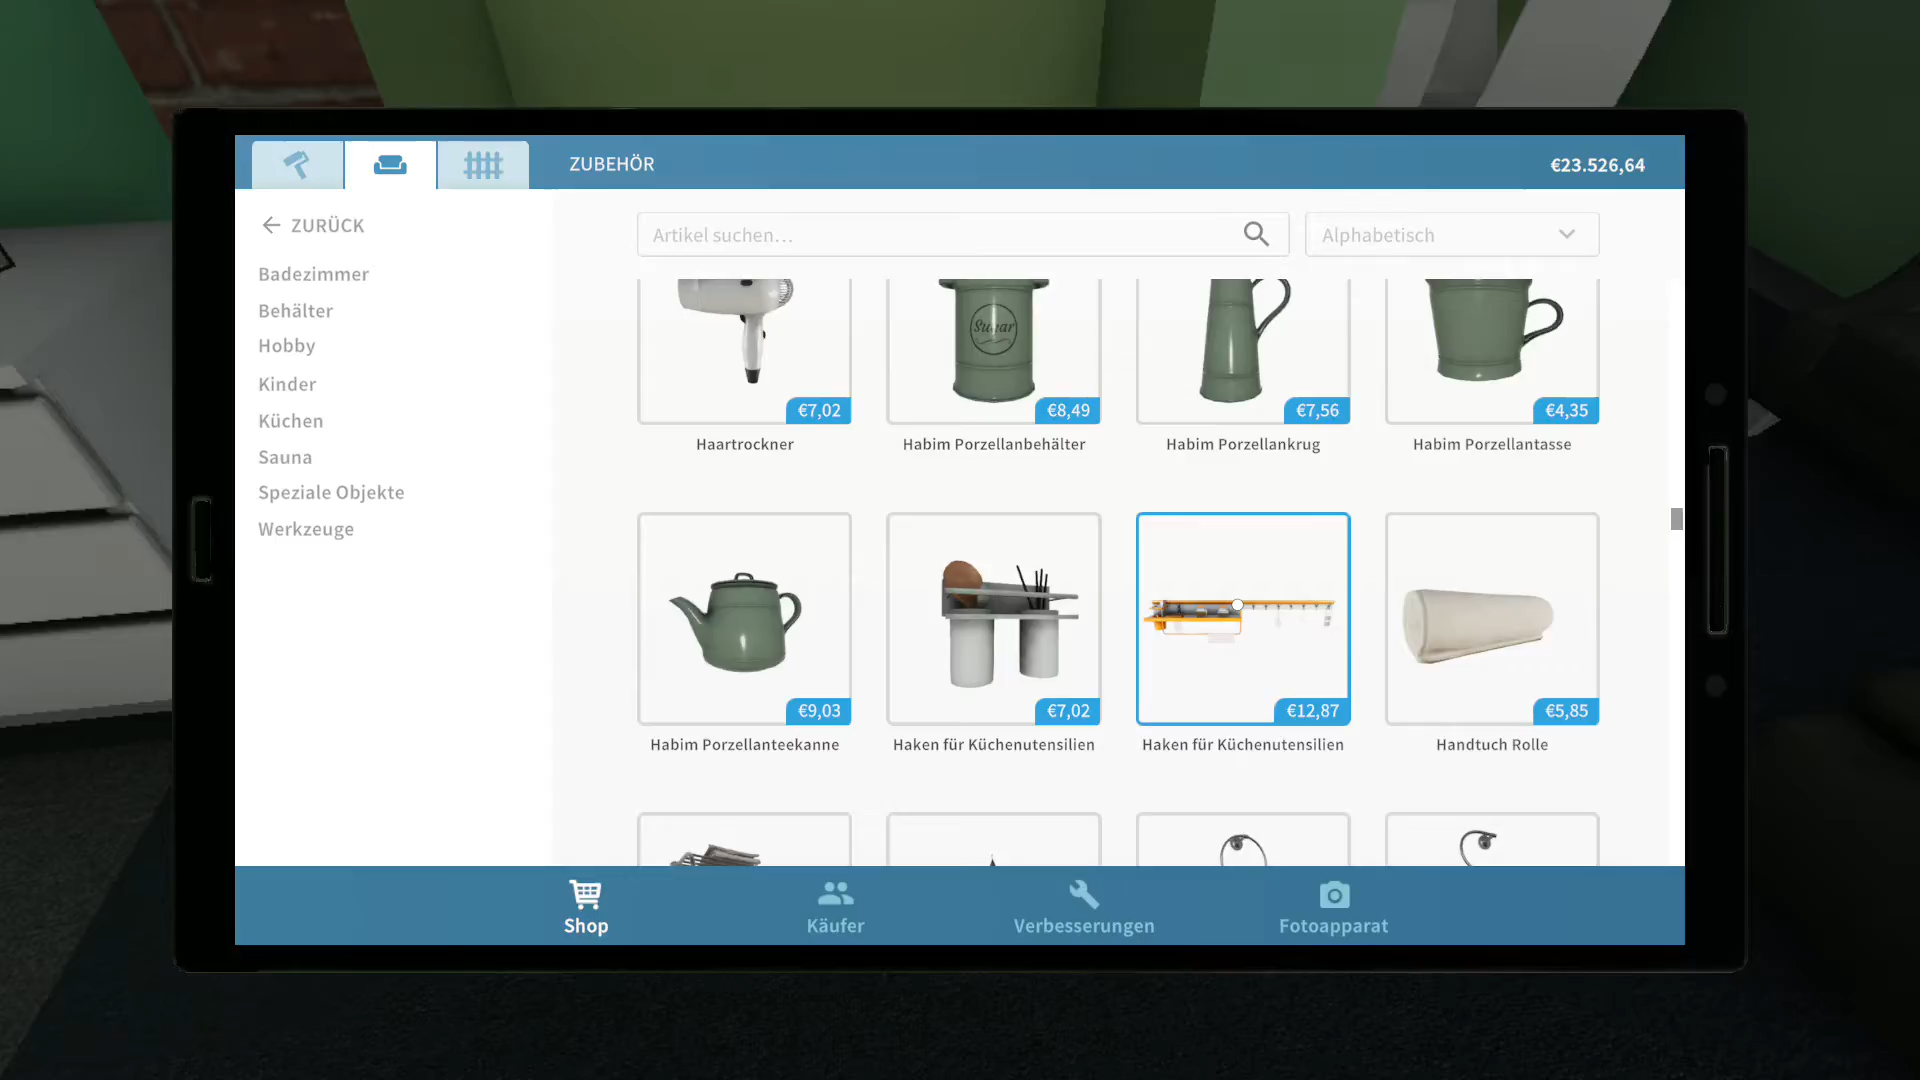 ZUBEHÖR
€23.526,64
ZURÜCK
Artikel suchen...
Alphabetisch
Badezimmer
Behälter
Hobby
Kinder
Küchen
Sauna
Speziale Objekte
Werkzeuge
Sugar
€7,02
€8,49
€7,56
€4,35
Haartrockner
Habim Porzellanbehälter
Habim Porzellankrug
Habim Porzellantasse
€9,03
€7,02
€12,87
€5,85
Habim Porzellanteekanne
Haken für Küchenutensilien
Haken für Küchenutensilien
Handtuch Rolle
Shop
Käufer
Verbesserungen
Fotoapparat